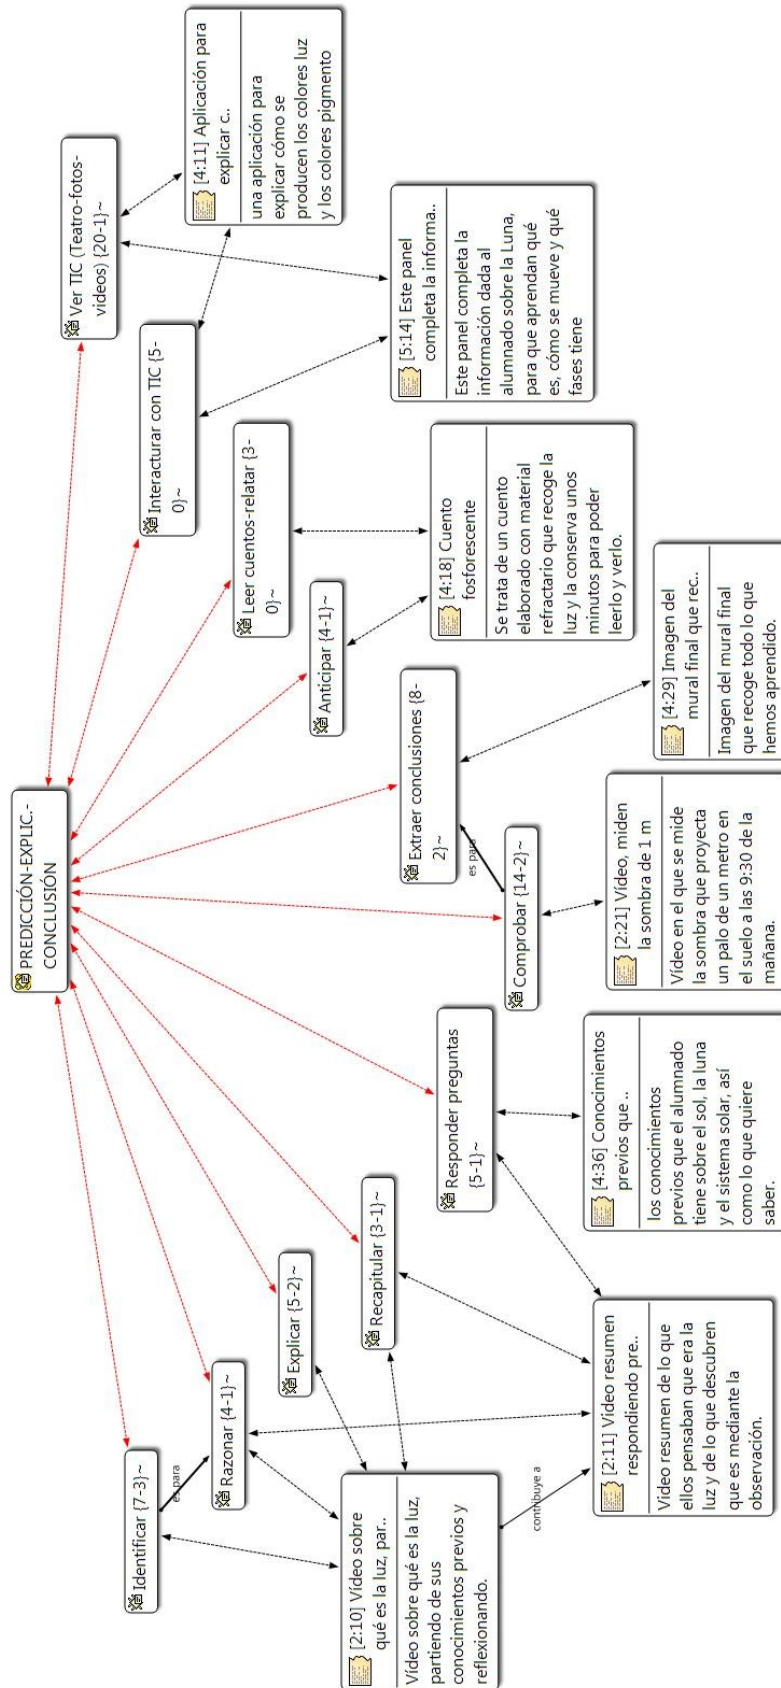 PREDICCIÓN-EXPLIC.-
CONCLUSIÓN
Identificar {7-3}~
es para
Razonar {4-1}~
Explicar {5-2}~
Recapitular {3-1}~
Responder preguntas
{5-1}~
Comprobar {14-2}~
es para
Extraer conclusiones {8-
2}~
Anticipar {4-1}~
Leer cuentos-relatar {3-
0}~
Interacturar con TIC {5-
0}~
Ver TIC (Teatro-fotos-
videos) {20-1}~
[2:10] Vídeo sobre
qué es la luz, par..
Vídeo sobre qué es la luz,
partiendo de sus
conocimientos previos y
reflexionando.
contribuye a
[2:11] Vídeo resumen
respondiendo pre..
Vídeo resumen de lo que
ellos pensaban que era la
luz y de lo que descubren
que es mediante la
observación.
[4:36] Conocimientos
previos que ..
los conocimientos
previos que el alumnado
tiene sobre el sol, la luna
y el sistema solar, así
como lo que quiere
saber.
[2:21] Vídeo, miden
la sombra de 1 m
Vídeo en el que se mide
la sombra que proyecta
un palo de un metro en
el suelo a las 9:30 de la
mañana.
[4:29] Imagen del
mural final que rec..
Imagen del mural final
que recoge todo lo que
hemos aprendido.
[4:18] Cuento
fosforescente
Se trata de un cuento
elaborado con material
refractario que recoge la
luz y la conserva unos
minutos para poder
leerlo y verlo.
[5:14] Este panel
completa la informa..
Este panel completa la
información dada al
alumnado sobre la Luna,
para que aprendan qué
es, cómo se mueve y qué
fases tiene
[4:11] Aplicación para
explicar c..
una aplicación para
explicar cómo se
producen los colores luz
y los colores pigmento